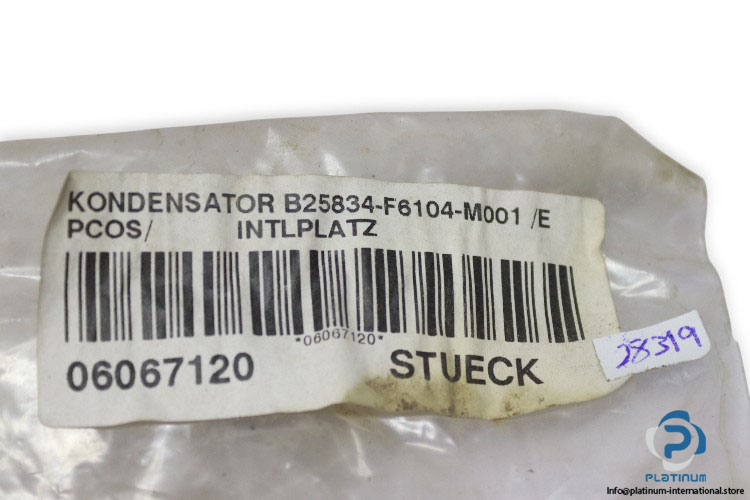 KONDENSATOR B25834-F6104-M001 /E
PCOS/ INTLPLATZ
*06067120*
06067120 STUECK
28319
PLATINUM
Info@platinum-international.store